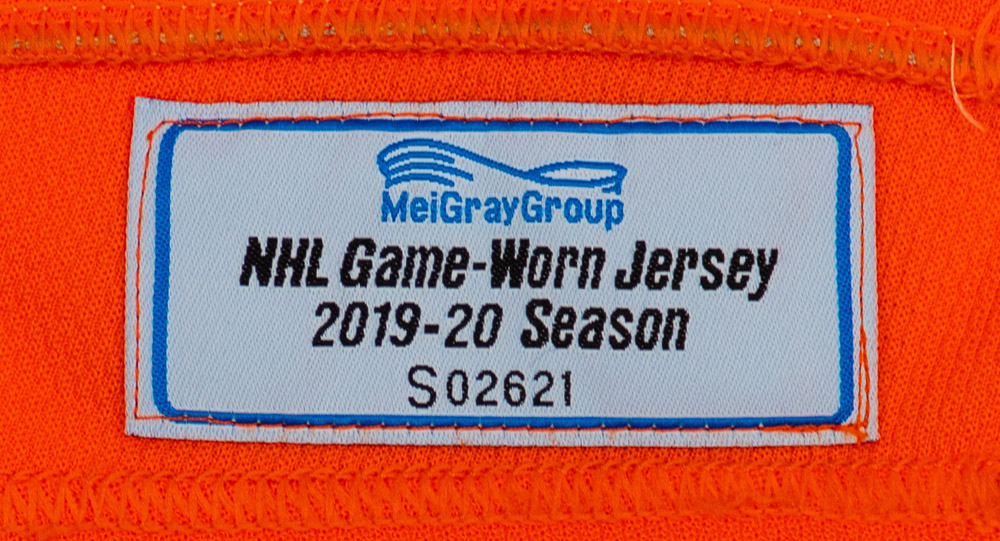 MeiGrayGroup
NHL Game-Worn Jersey
2019-20 Season
S02621